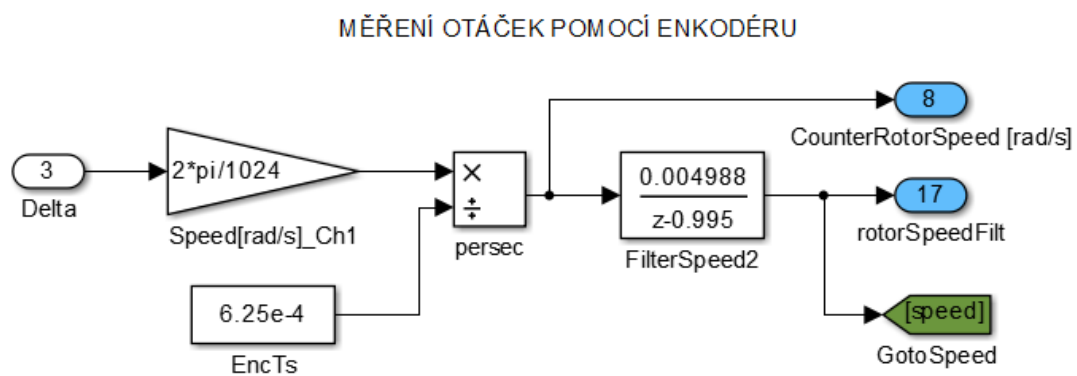 MĚŘENÍ OTÁČEK POMOCÍ ENKODÉRU
3
Delta
2*pi/1024
Speed[rad/s]_Ch1
6.25e-4
EncTs
×
÷
persec
0.004988
z-0.995
FilterSpeed2
8
CounterRotorSpeed [rad/s]
17
rotorSpeedFilt
[speed]
GotoSpeed